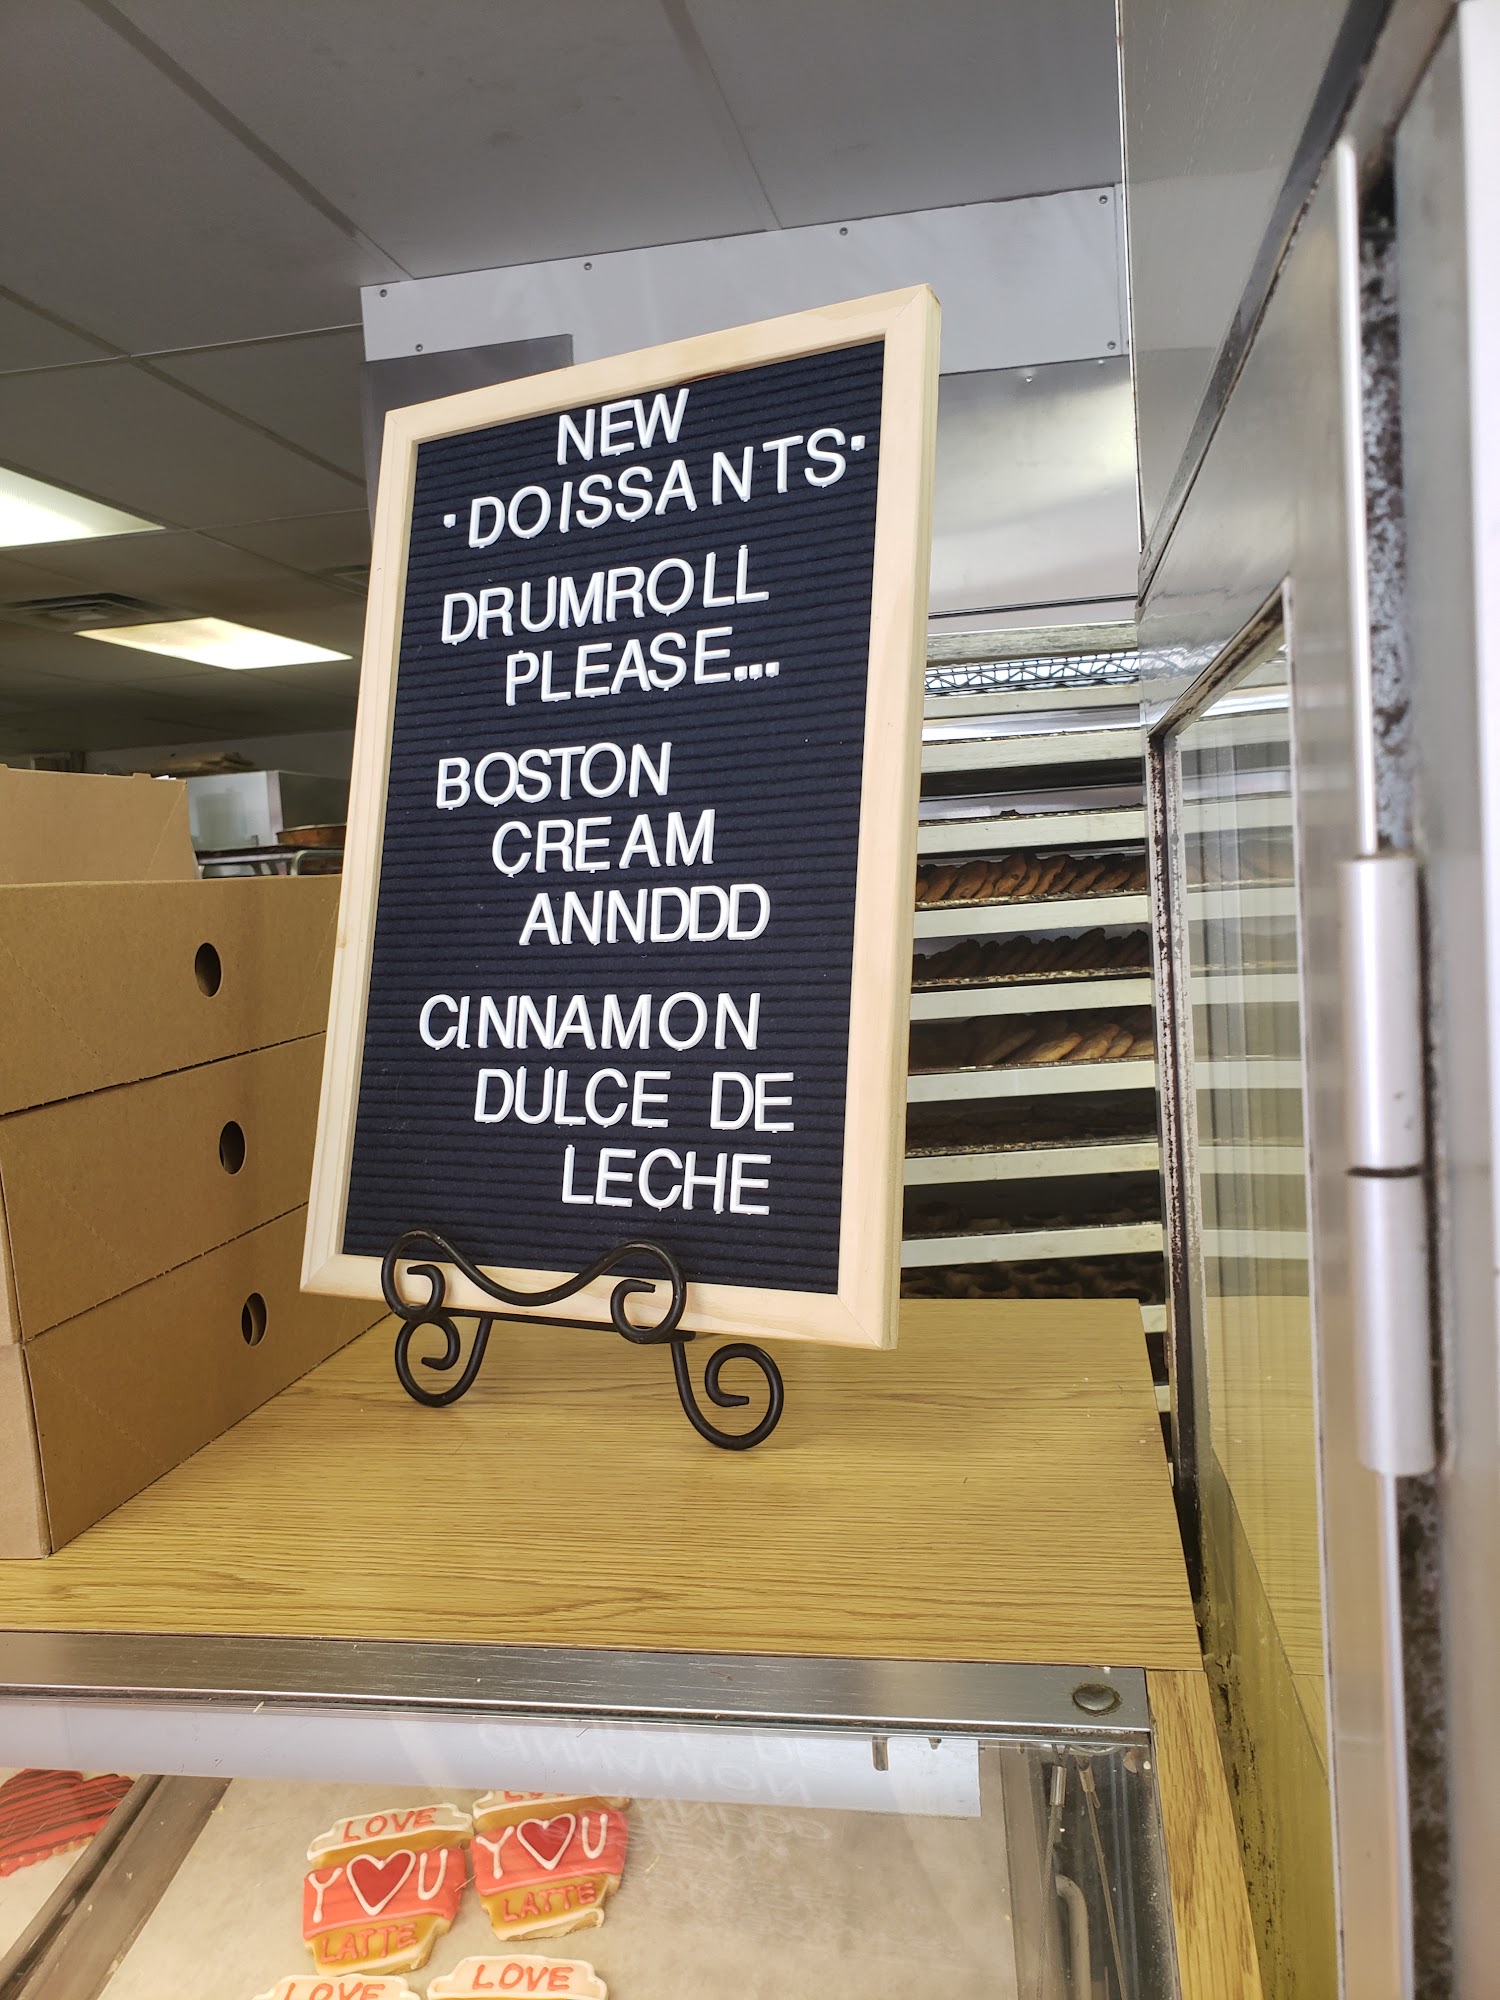 NEW
·DOISSANTS·
DRUMROLL
PLEASE...
BOSTON
CREAM
ANNDDD
CINNAMON
DULCE DE
LECHE
LOVE
YOU
LATTE
YOU
LATTE
LOVE
LOVE